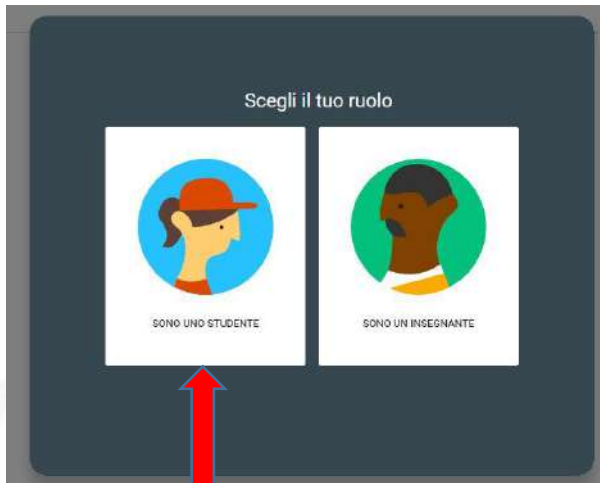 Scegli il tuo ruolo
SONO UNO STUDENTE
SONO UN INSEGNANTE